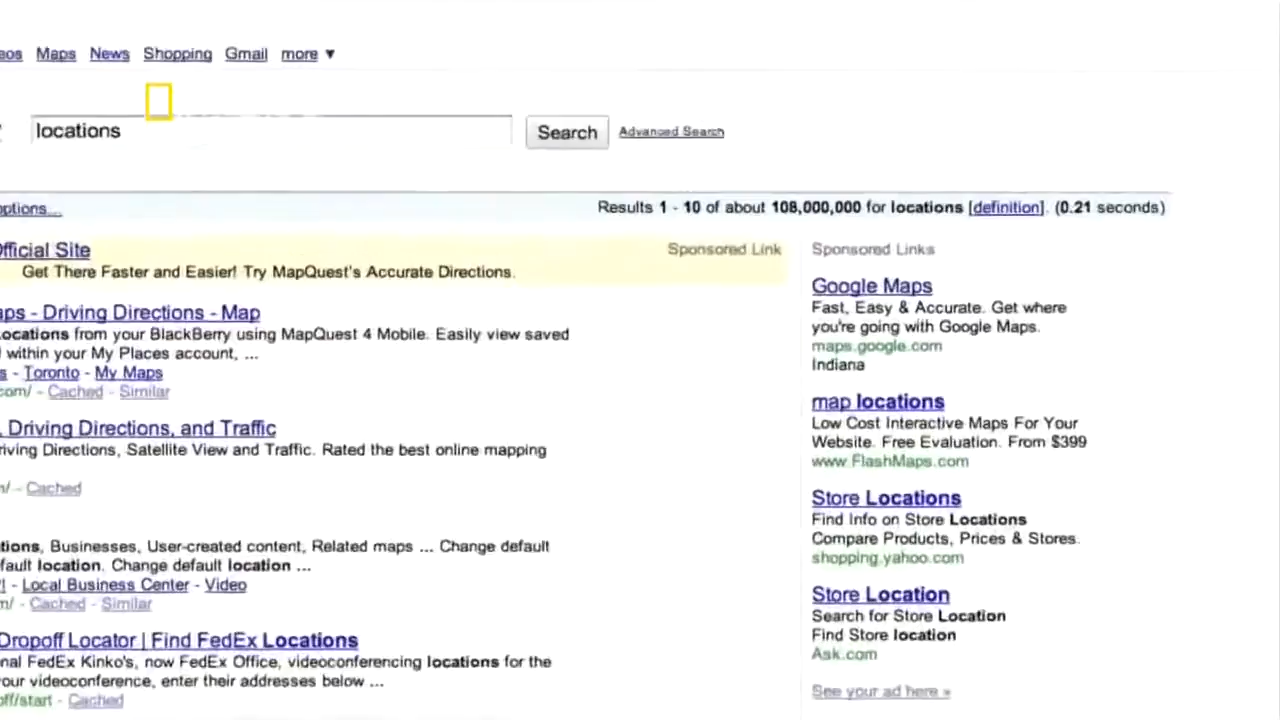 eos Maps News Shopping Gmail more ▼
locations Search Advanced Search
options... Results 1 - 10 of about 108,000,000 for locations [definition]. (0.21 seconds)
Official Site Sponsored Link
Get There Faster and Easier! Try MapQuest's Accurate Directions.
aps - Driving Directions - Map
Locations from your BlackBerry using MapQuest 4 Mobile. Easily view saved
within your My Places account, ...
s - Toronto - My Maps
com/ - Cached - Similar
, Driving Directions, and Traffic
riving Directions, Satellite View and Traffic. Rated the best online mapping
m/ - Cached
tions, Businesses, User-created content, Related maps ... Change default
fault location. Change default location ...
- Local Business Center - Video
m/ - Cached - Similar
Dropoff Locator | Find FedEx Locations
nal FedEx Kinko's, now FedEx Office, videoconferencing locations for the
our videoconference, enter their addresses below ...
off/start - Cached
Sponsored Links
Google Maps
Fast, Easy & Accurate. Get where
you're going with Google Maps.
maps.google.com
Indiana
map locations
Low Cost Interactive Maps For Your
Website. Free Evaluation. From $399
www.FlashMaps.com
Store Locations
Find Info on Store Locations
Compare Products, Prices & Stores.
shopping.yahoo.com
Store Location
Search for Store Location
Find Store location
Ask.com
See your ad here »